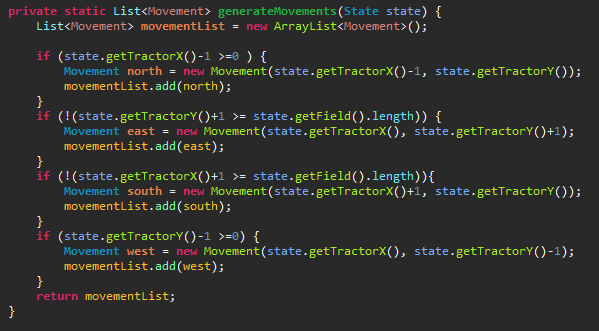 private static List<Movement> generateMovements(State state) {
    List<Movement> movementList = new ArrayList<Movement>();

    if (state.getTractorX()-1 >=0 ) {
        Movement north = new Movement(state.getTractorX()-1, state.getTractorY());
        movementList.add(north);
    }
    if (!(state.getTractorY()+1 >= state.getField().length)) {
        Movement east = new Movement(state.getTractorX(), state.getTractorY()+1);
        movementList.add(east);
    }
    if (!(state.getTractorX()+1 >= state.getField().length)){
        Movement south = new Movement(state.getTractorX()+1, state.getTractorY());
        movementList.add(south);
    }
    if (state.getTractorY()-1 >=0) {
        Movement west = new Movement(state.getTractorX(), state.getTractorY()-1);
        movementList.add(west);
    }
    return movementList;
}